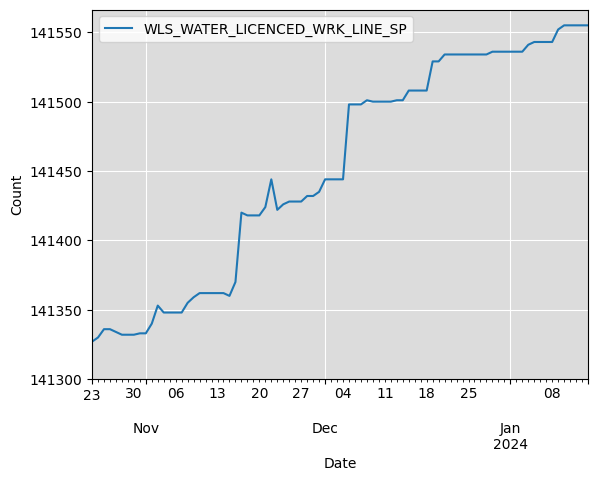 WLS_WATER_LICENCED_WRK_LINE_SP
141550
141500
141450
141400
141350
141300
Count
23 30 06 13 20 27 04 11 18 25 08
Nov Dec Jan
2024
Date